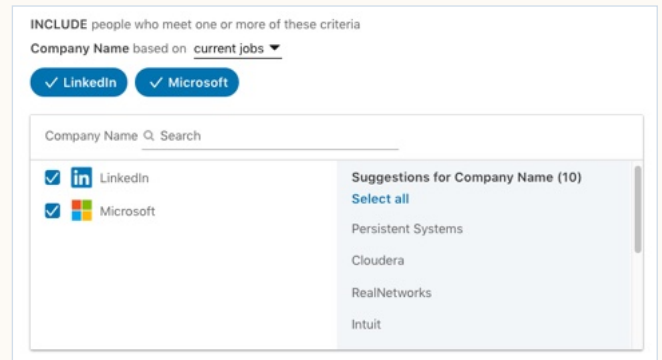 INCLUDE people who meet one or more of these criteria
Company Name based on current jobs
LinkedIn
Microsoft
Company Name Search
in LinkedIn
Microsoft
Suggestions for Company Name (10)
Select all
Persistent Systems
Cloudera
RealNetworks
Intuit